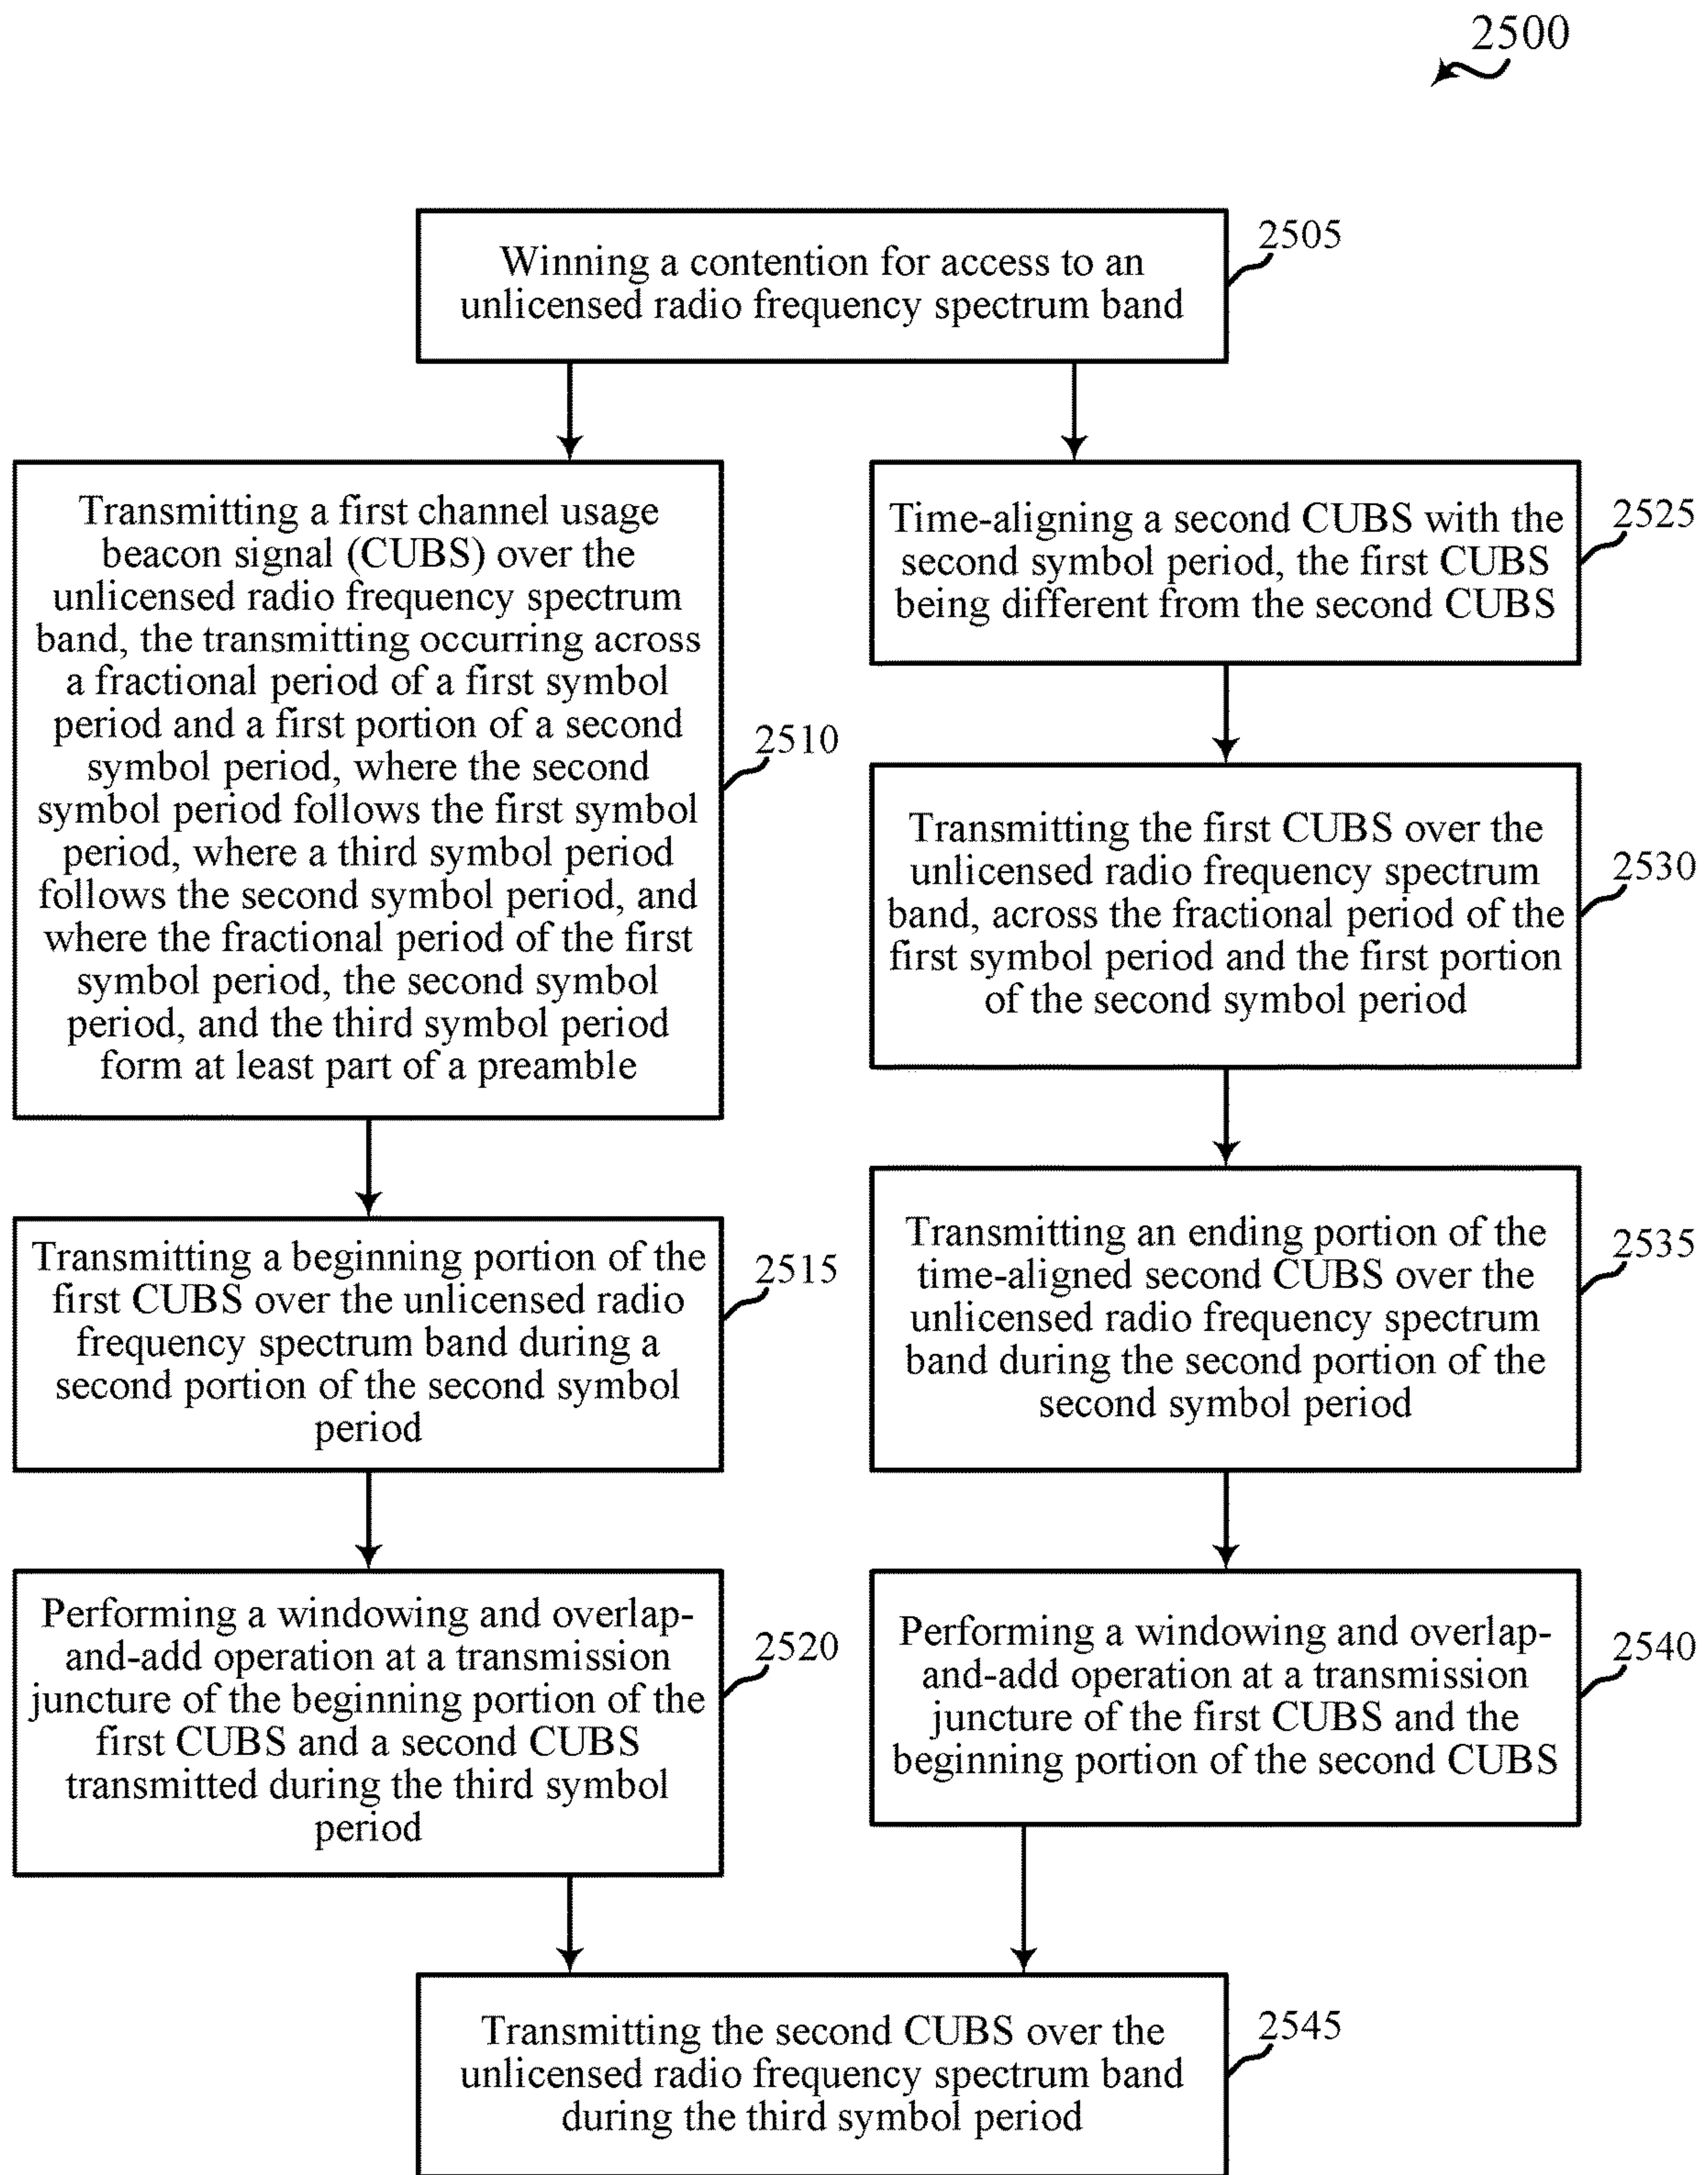 2500
Winning a contention for access to an
unlicensed radio frequency spectrum band
2505
Transmitting a first channel usage
beacon signal (CUBS) over the
unlicensed radio frequency spectrum
band, the transmitting occurring across
a fractional period of a first symbol
period and a first portion of a second
symbol period, where the second
symbol period follows the first symbol
period, where a third symbol period
follows the second symbol period, and
where the fractional period of the first
symbol period, the second symbol
period, and the third symbol period
form at least part of a preamble
2510
Transmitting a beginning portion of the
first CUBS over the unlicensed radio
frequency spectrum band during a
second portion of the second symbol
period
2515
Performing a windowing and overlap-
and-add operation at a transmission
juncture of the beginning portion of the
first CUBS and a second CUBS
transmitted during the third symbol
period
2520
Time-aligning a second CUBS with the
second symbol period, the first CUBS
being different from the second CUBS
2525
Transmitting the first CUBS over the
unlicensed radio frequency spectrum
band, across the fractional period of the
first symbol period and the first portion
of the second symbol period
2530
Transmitting an ending portion of the
time-aligned second CUBS over the
unlicensed radio frequency spectrum
band during the second portion of the
second symbol period
2535
Performing a windowing and overlap-
and-add operation at a transmission
juncture of the first CUBS and the
beginning portion of the second CUBS
2540
Transmitting the second CUBS over the
unlicensed radio frequency spectrum band
during the third symbol period
2545